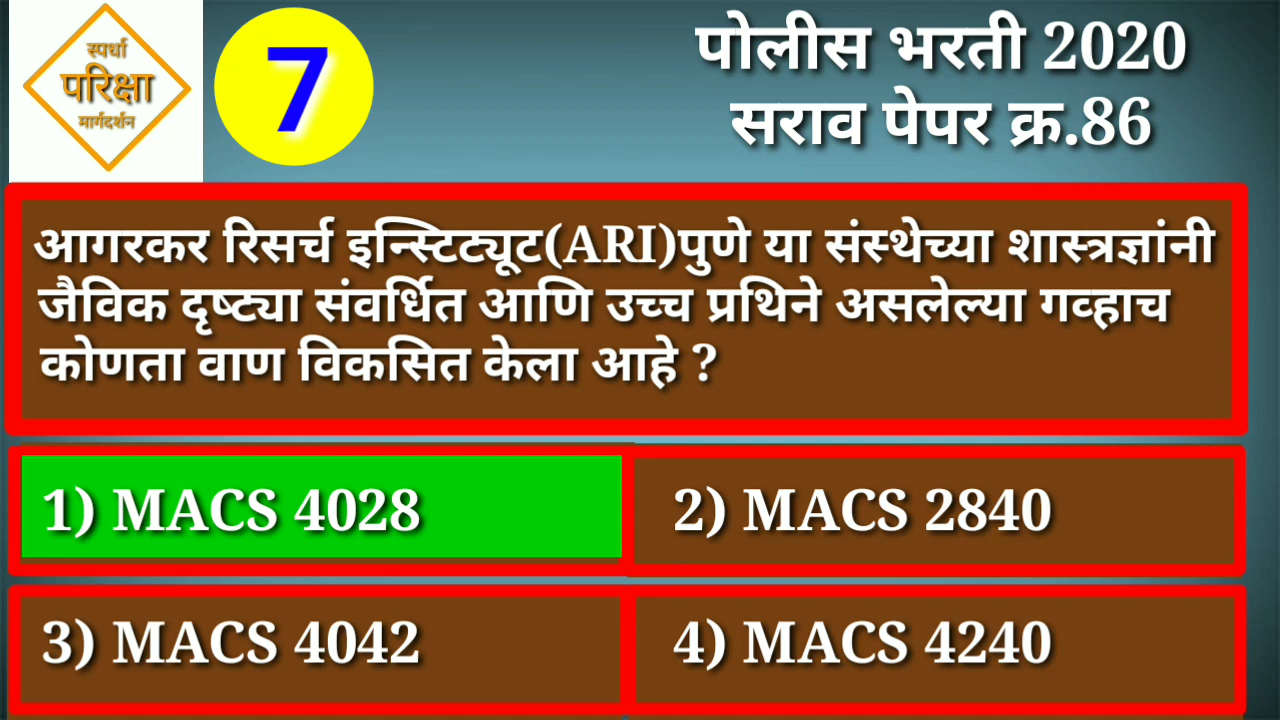 स्पर्धा
परिक्षा
मार्गदर्शन
7
पोलीस भरती 2020
सराव पेपर क्र.86
आगरकर रिसर्च इन्स्टिट्यूट(ARI)पुणे या संस्थेच्या शास्त्रज्ञांनी
जैविक दृष्ट्या संवर्धित आणि उच्च प्रथिने असलेल्या गव्हाच
कोणता वाण विकसित केला आहे ?
1) MACS 4028
2) MACS 2840
3) MACS 4042
4) MACS 4240